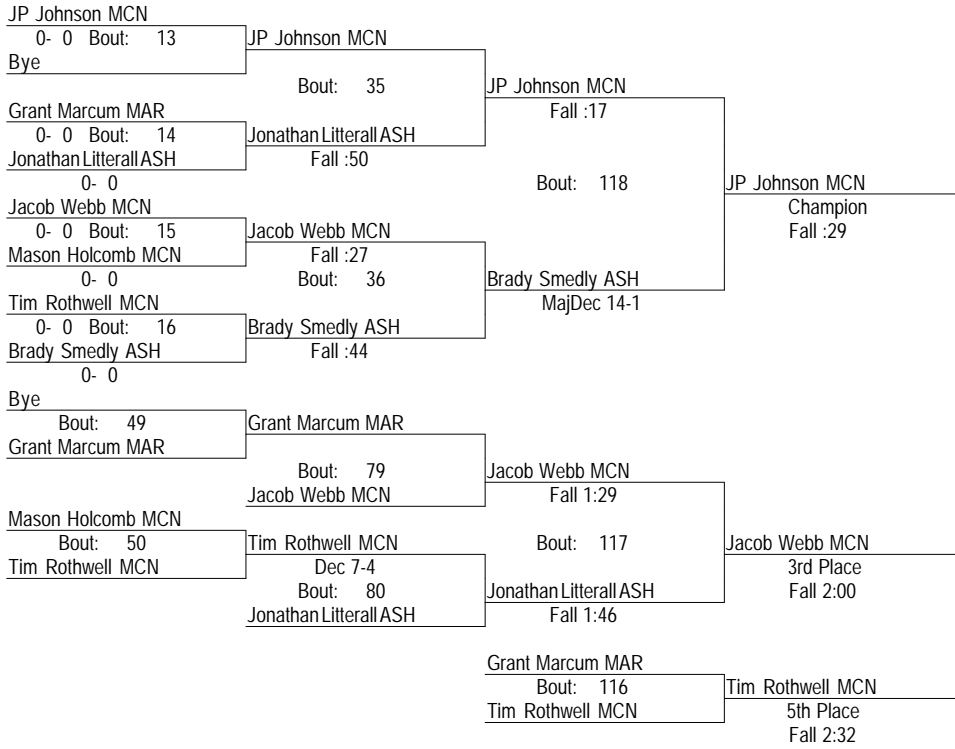 JP Johnson MCN
0- 0 Bout: 13
JP Johnson MCN
Bye
Bout: 35
JP Johnson MCN
Grant Marcum MAR
Fall :17
0- 0 Bout: 14
Jonathan Litterall ASH
Jonathan Litterall ASH
Fall :50
0- 0
Bout: 118
JP Johnson MCN
Jacob Webb MCN
Champion
0- 0 Bout: 15
Jacob Webb MCN
Fall :29
Mason Holcomb MCN
Fall :27
0- 0
Bout: 36
Brady Smedly ASH
Tim Rothwell MCN
MajDec 14-1
0- 0 Bout: 16
Brady Smedly ASH
Brady Smedly ASH
Fall :44
0- 0
Bye
Bout: 49
Grant Marcum MAR
Grant Marcum MAR
Bout: 79
Jacob Webb MCN
Jacob Webb MCN
Fall 1:29
Mason Holcomb MCN
Bout: 50
Tim Rothwell MCN
Bout: 117
Jacob Webb MCN
Tim Rothwell MCN
Dec 7-4
3rd Place
Bout: 80
Jonathan Litterall ASH
Fall 2:00
Jonathan Litterall ASH
Fall 1:46
Grant Marcum MAR
Bout: 116
Tim Rothwell MCN
Tim Rothwell MCN
5th Place
Fall 2:32